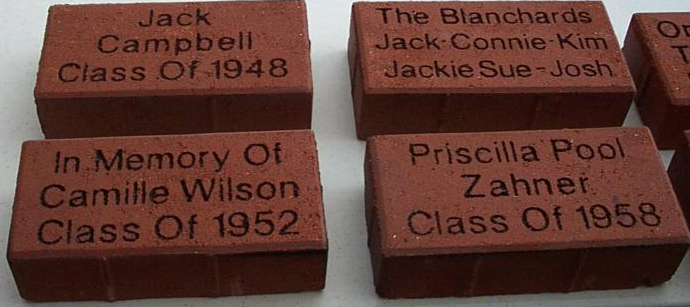 Jack
Campbell
Class Of 1948
The Blanchards
Jack-Connie-Kim
Jackie Sue-Josh
In Memory Of
Camille Wilson
Class Of 1952
Priscilla Pool
Zahner
Class Of 1958